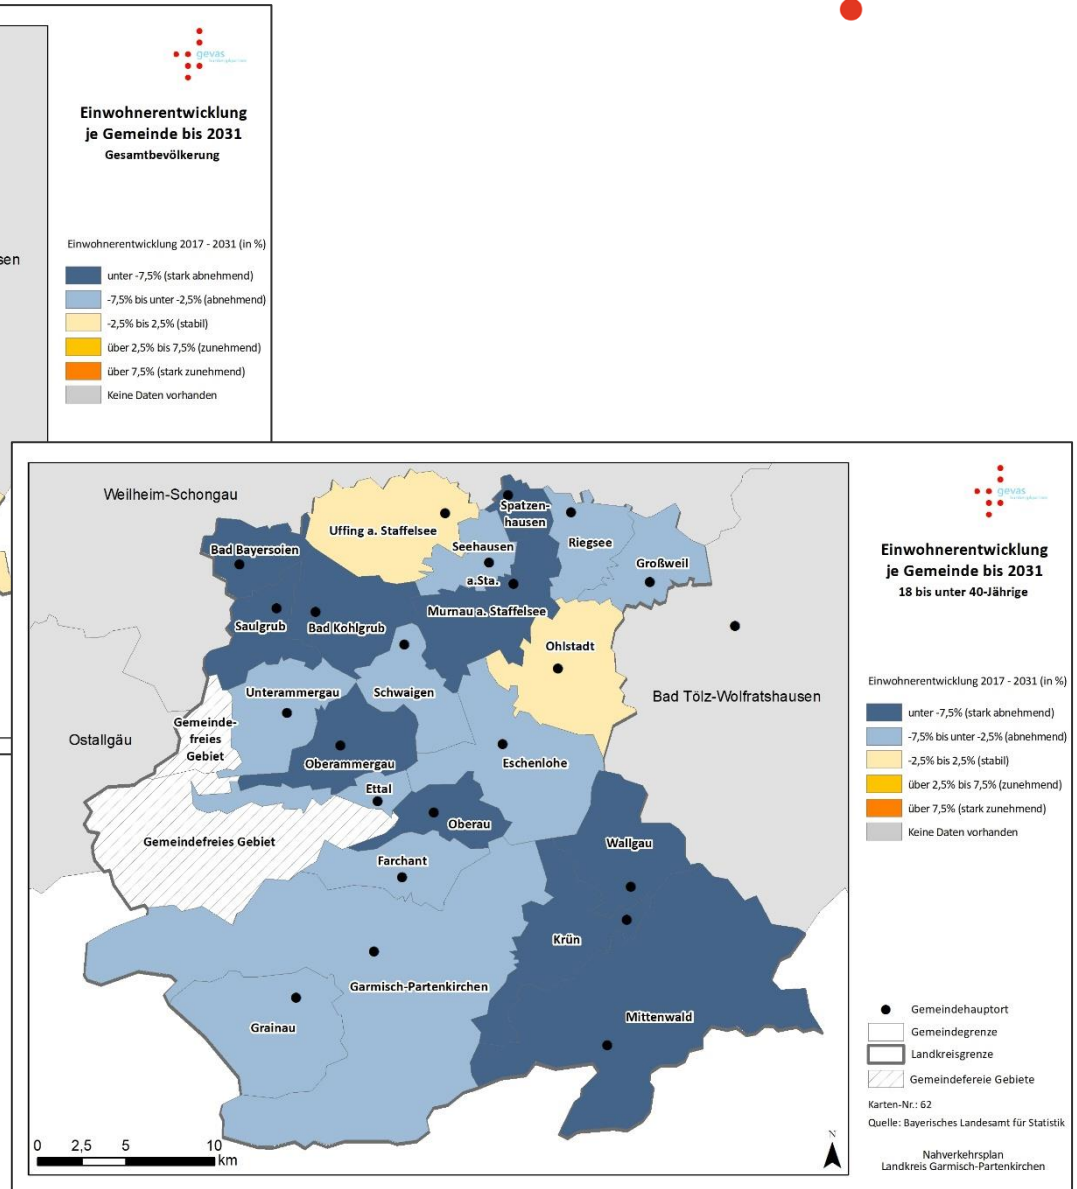 gevas
Einwohnerentwicklung
je Gemeinde bis 2031
Gesamtbevölkerung
sen
Einwohnerentwicklung 2017 - 2031 (in %)
unter -7,5% (stark abnehmend)
-7,5% bis unter -2,5% (abnehmend)
-2,5% bis 2,5% (stabil)
über 2,5% bis 7,5% (zunehmend)
über 7,5% (stark zunehmend)
Keine Daten vorhanden
Weilheim-Schongau
Spatzen-
hausen
Uffing a. Staffelsee
Seehausen
a.Sta.
Riegsee
Bad Bayersoien
Großweil
Saulgrub
Bad Kohlgrub
Murnau a. Staffelsee
Ohlstadt
Unterammergau
Schwaigen
Bad Tölz-Wolfratshausen
Gemeinde-
freies
Gebiet
Ostallgäu
Oberammergau
Eschenlohe
Ettal
Oberau
Gemeindefreies Gebiet
Wallgau
Farchant
Krün
Garmisch-Partenkirchen
Grainau
Mittenwald
0 2,5 5 10
km
gevas
Einwohnerentwicklung
je Gemeinde bis 2031
18 bis unter 40-Jährige
Einwohnerentwicklung 2017 - 2031 (in %)
unter -7,5% (stark abnehmend)
-7,5% bis unter -2,5% (abnehmend)
-2,5% bis 2,5% (stabil)
über 2,5% bis 7,5% (zunehmend)
über 7,5% (stark zunehmend)
Keine Daten vorhanden
Gemeindehauptort
Gemeindegrenze
Landkreisgrenze
Gemeindefereie Gebiete
Karten-Nr.: 62
Quelle: Bayerisches Landesamt für Statistik
N
Nahverkehrsplan
Landkreis Garmisch-Partenkirchen